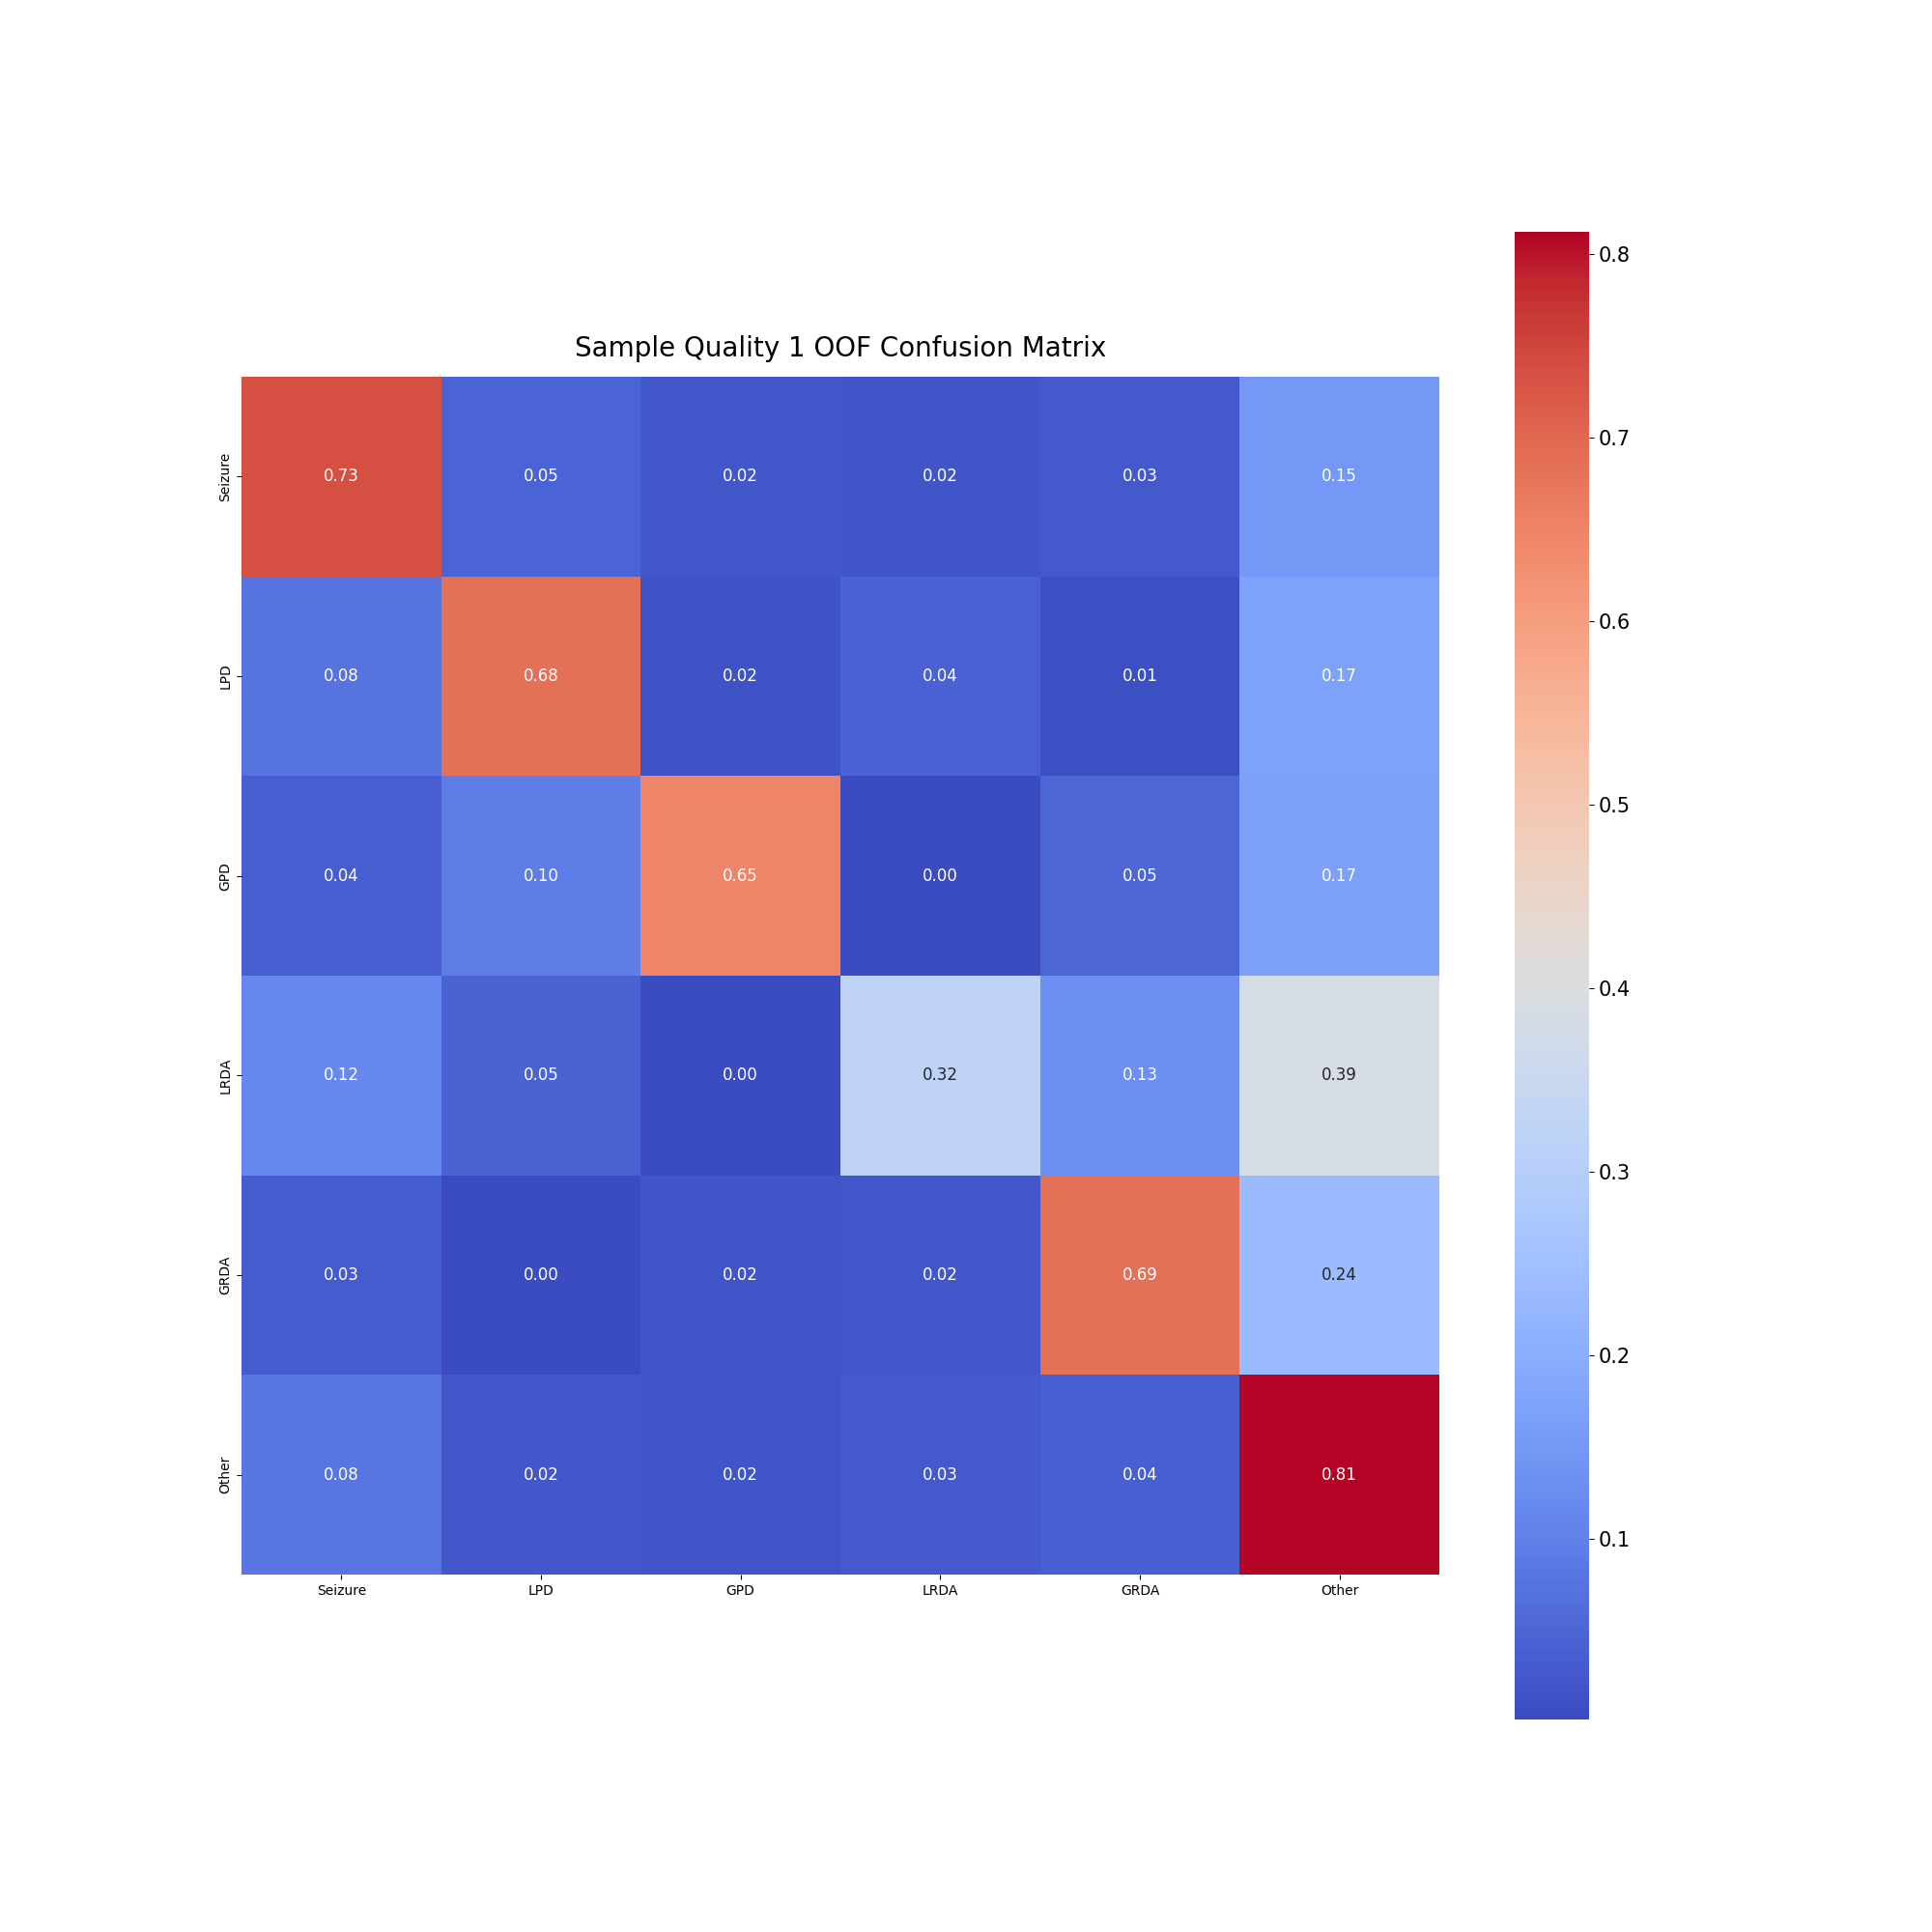 Sample Quality 1 OOF Confusion Matrix
Seizure 0.73 0.05 0.02 0.02 0.03 0.15
LPD 0.08 0.68 0.02 0.04 0.01 0.17
GPD 0.04 0.10 0.65 0.00 0.05 0.17
LRDA 0.12 0.05 0.00 0.32 0.13 0.39
GRDA 0.03 0.00 0.02 0.02 0.69 0.24
Other 0.08 0.02 0.02 0.03 0.04 0.81
Seizure LPD GPD LRDA GRDA Other
0.8
0.7
0.6
0.5
0.4
0.3
0.2
0.1